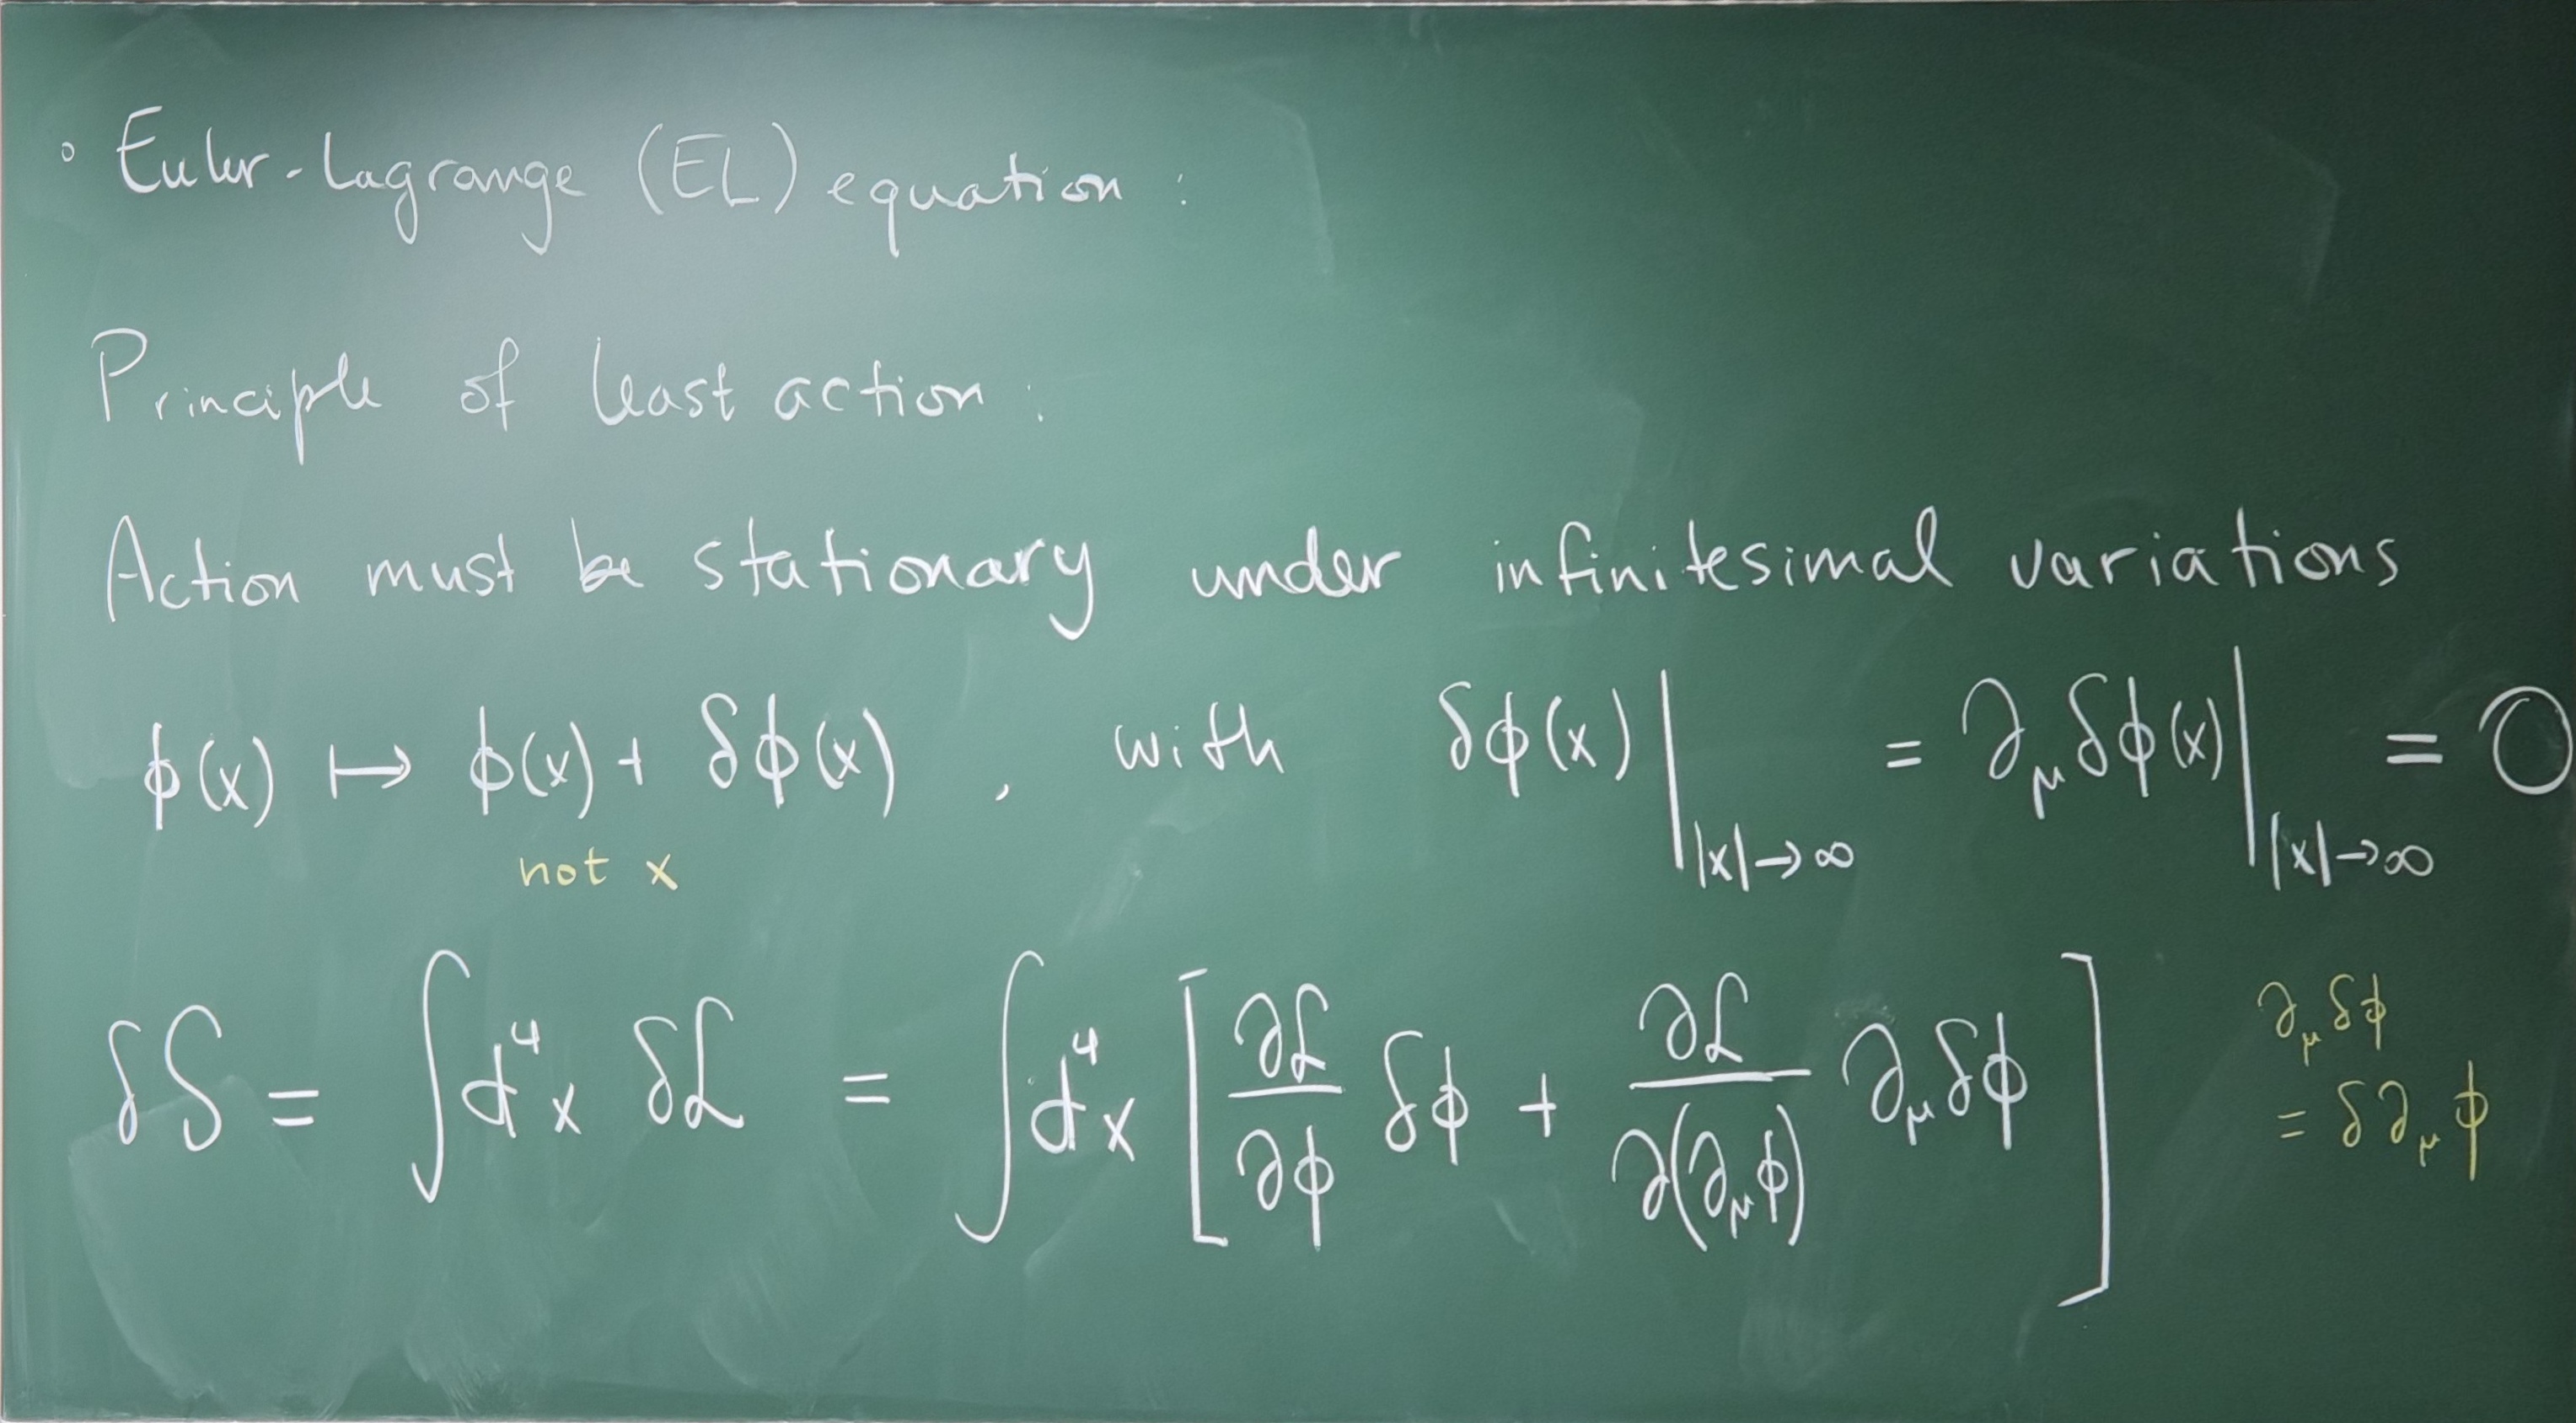 ∘ Euler-Lagrange (EL) equation :
Principle of least action :
Action must be stationary under infinitesimal variations
ϕ(x) ↦ ϕ(x) + δϕ(x) , with δϕ(x)|_{|x|→∞} = ∂_μ δϕ(x)|_{|x|→∞} = 0
not x
δS = ∫d⁴x δℒ = ∫d⁴x [ ∂ℒ/∂ϕ δϕ + ∂ℒ/∂(∂_μ ϕ) ∂_μ δϕ ]
∂_μ δϕ
= δ∂_μ ϕ